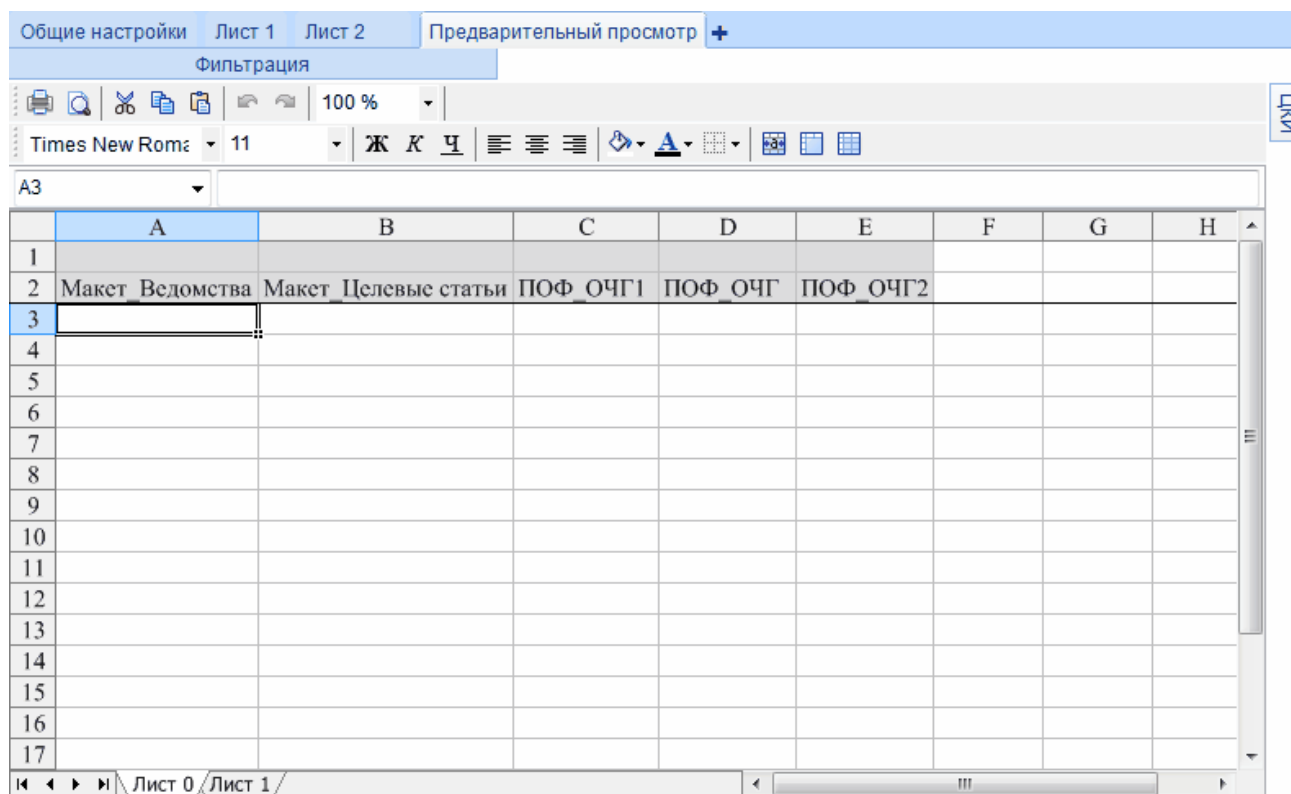 Общие настройки Лист 1 Лист 2 Предварительный просмотр
Фильтрация
100 %
Times New Roma 11 Ж К Ч a
A3
A B C D E F G H
1
2 Макет_Ведомства Макет_Целевые статьи ПОФ_ОЧГ1 ПОФ_ОЧГ ПОФ_ОЧГ2
3
4
5
6
7
8
9
10
11
12
13
14
15
16
17
Лист 0 Лист 1